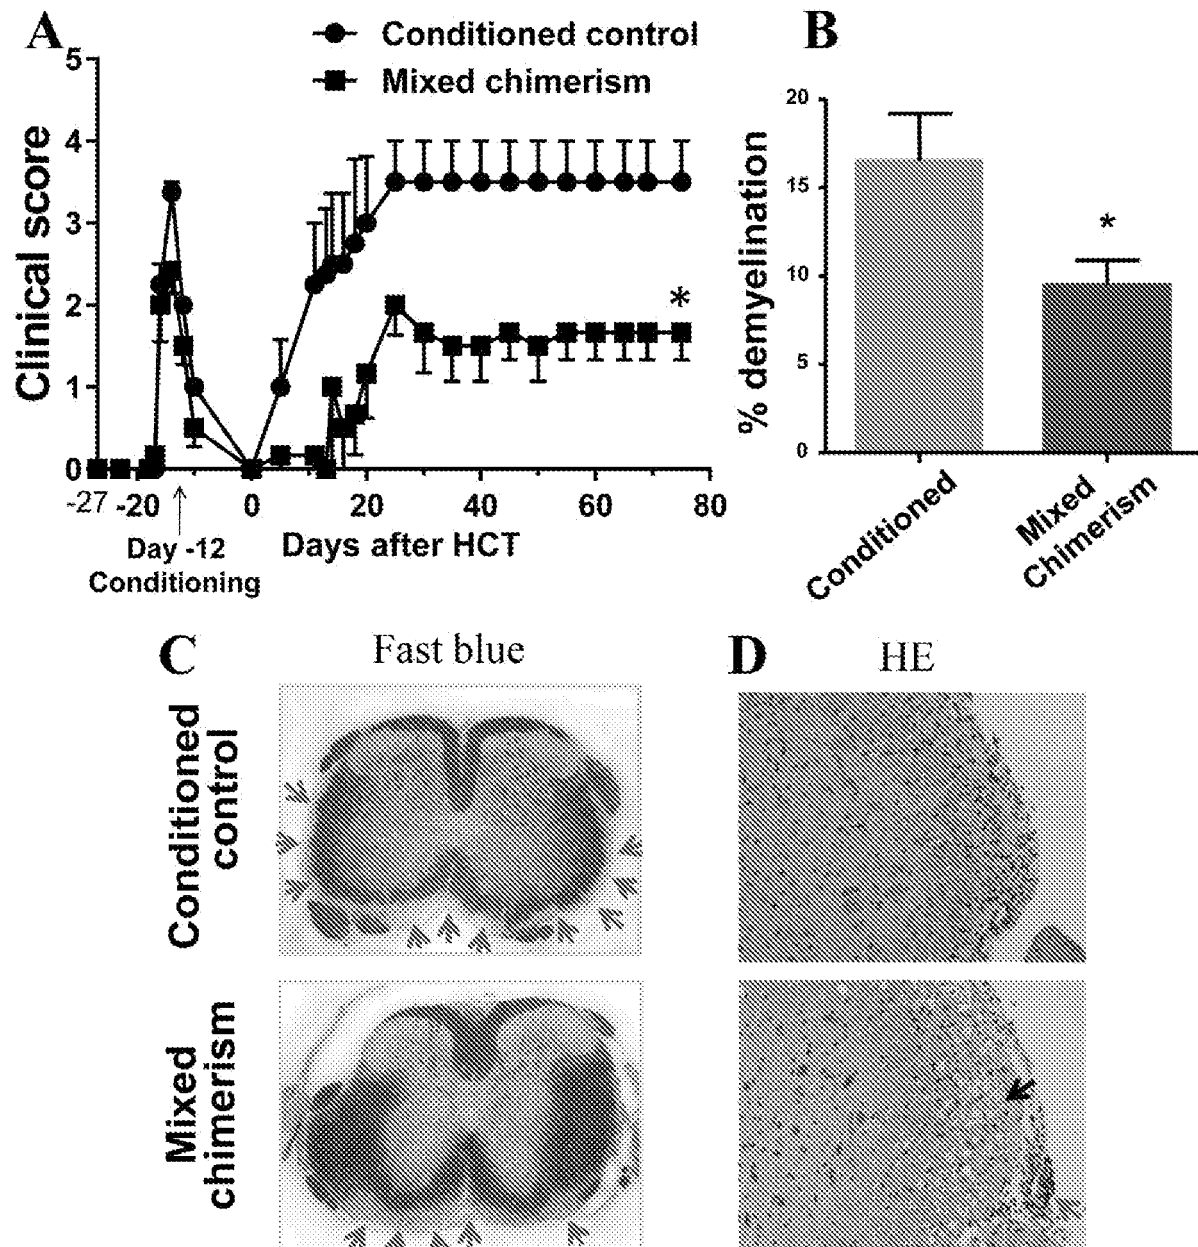 A
Conditioned control
Mixed chimerism
Clinical score
5
4
3
2
1
0
-27 -20 0 20 40 60 80
*
Day -12
Conditioning
Days after HCT
B
% demyelination
20
15
10
5
0
*
Conditioned
Mixed
Chimerism
C
Fast blue
D
HE
Conditioned
control
Mixed
chimerism